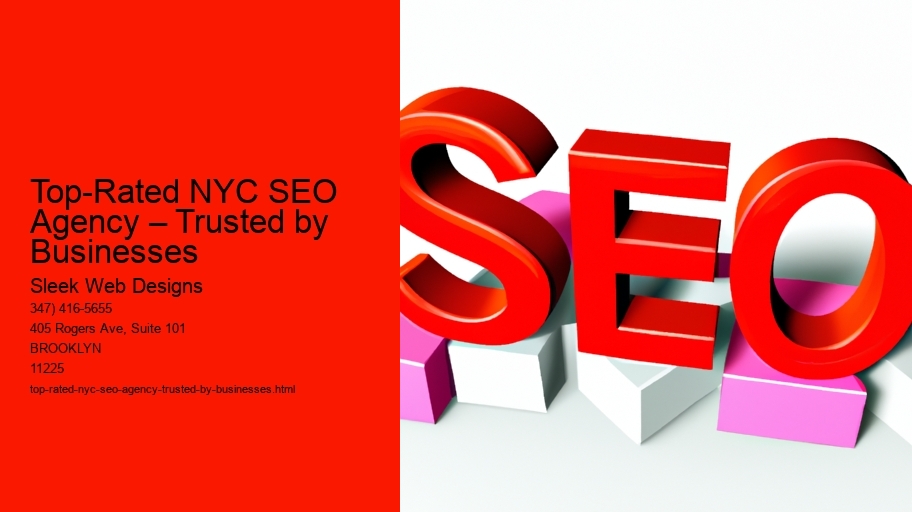 Top-Rated NYC SEO
Agency – Trusted by
Businesses
Sleek Web Designs
347) 416-5655
405 Rogers Ave, Suite 101
BROOKLYN
11225
top-rated-nyc-seo-agency-trusted-by-businesses.html
SEO